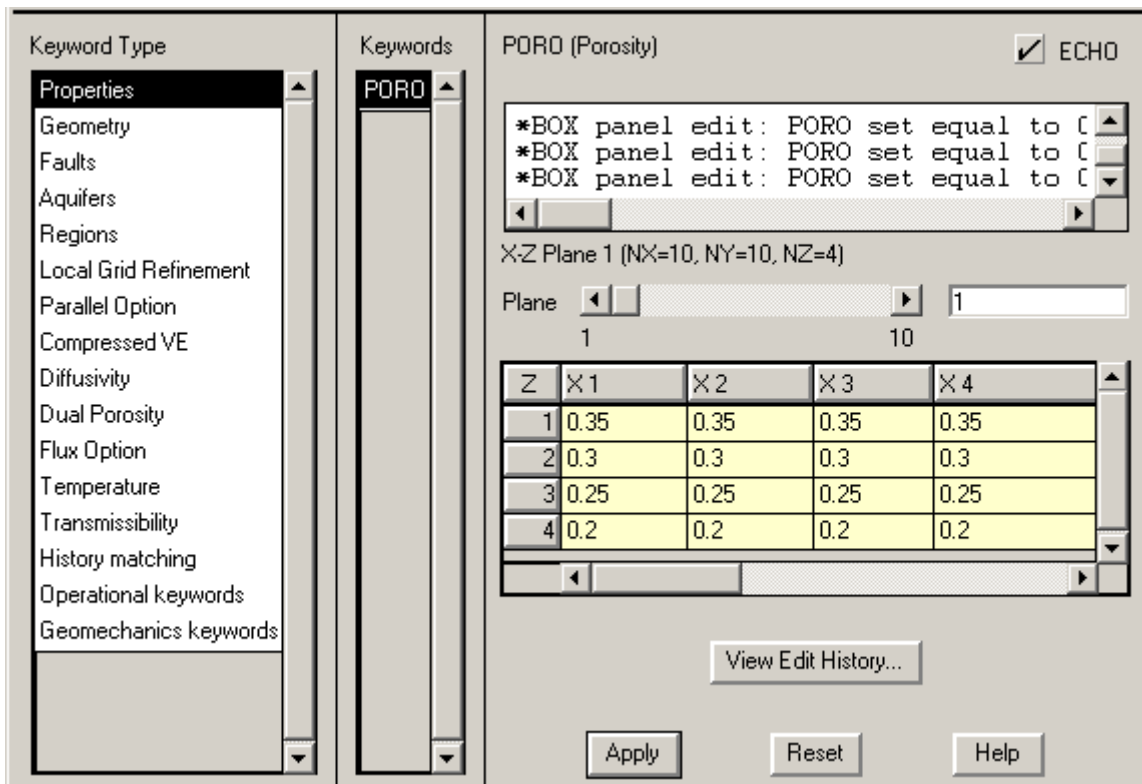 Keyword Type
Properties
Geometry
Faults
Aquifers
Regions
Local Grid Refinement
Parallel Option
Compressed VE
Diffusivity
Dual Porosity
Flux Option
Temperature
Transmissibility
History matching
Operational keywords
Geomechanics keywords
Keywords
PORO
PORO (Porosity)
ECHO
*BOX panel edit: PORO set equal to
*BOX panel edit: PORO set equal to
*BOX panel edit: PORO set equal to
X-Z Plane 1 (NX=10, NY=10, NZ=4)
Plane 1
1 10
Z X 1 X 2 X 3 X 4
1 0.35 0.35 0.35 0.35
2 0.3 0.3 0.3 0.3
3 0.25 0.25 0.25 0.25
4 0.2 0.2 0.2 0.2
View Edit History...
Apply Reset Help